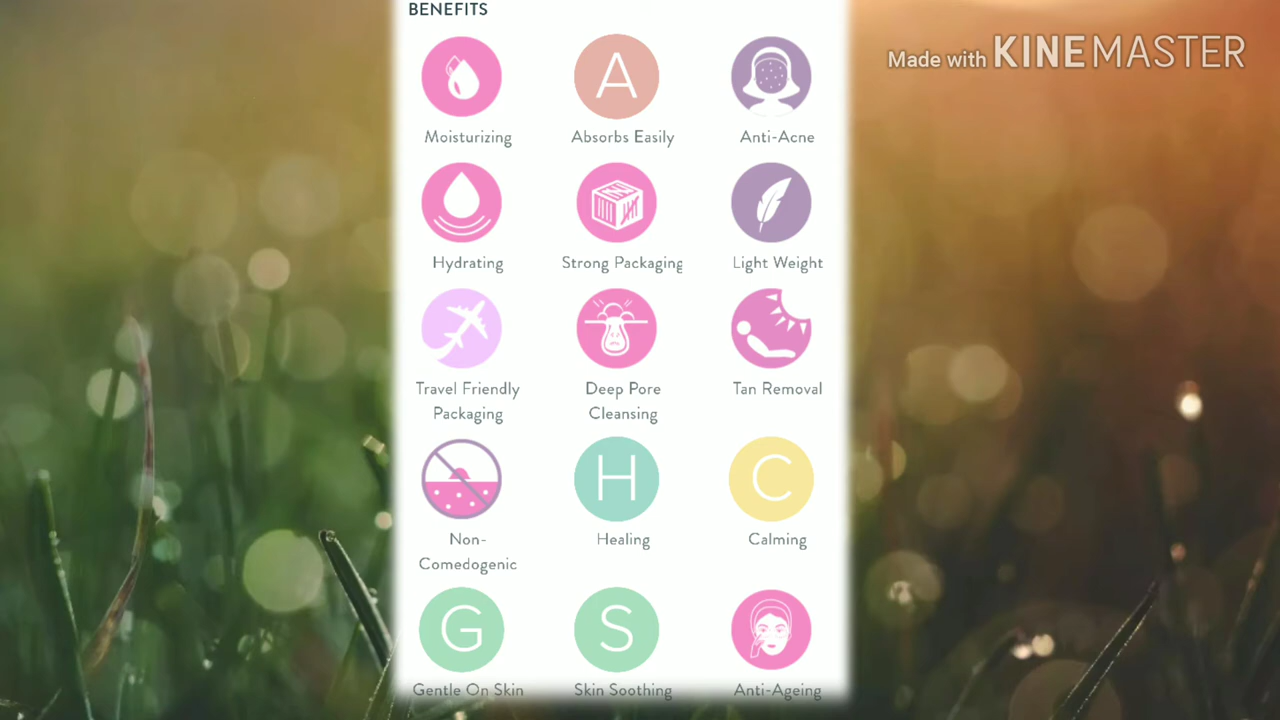 BENEFITS
Made with KINEMASTER
A
Moisturizing Absorbs Easily Anti-Acne
Hydrating Strong Packaging Light Weight
Travel Friendly Deep Pore Tan Removal
Packaging Cleansing
H C
Non- Healing Calming
Comedogenic
G S
Gentle On Skin Skin Soothing Anti-Ageing